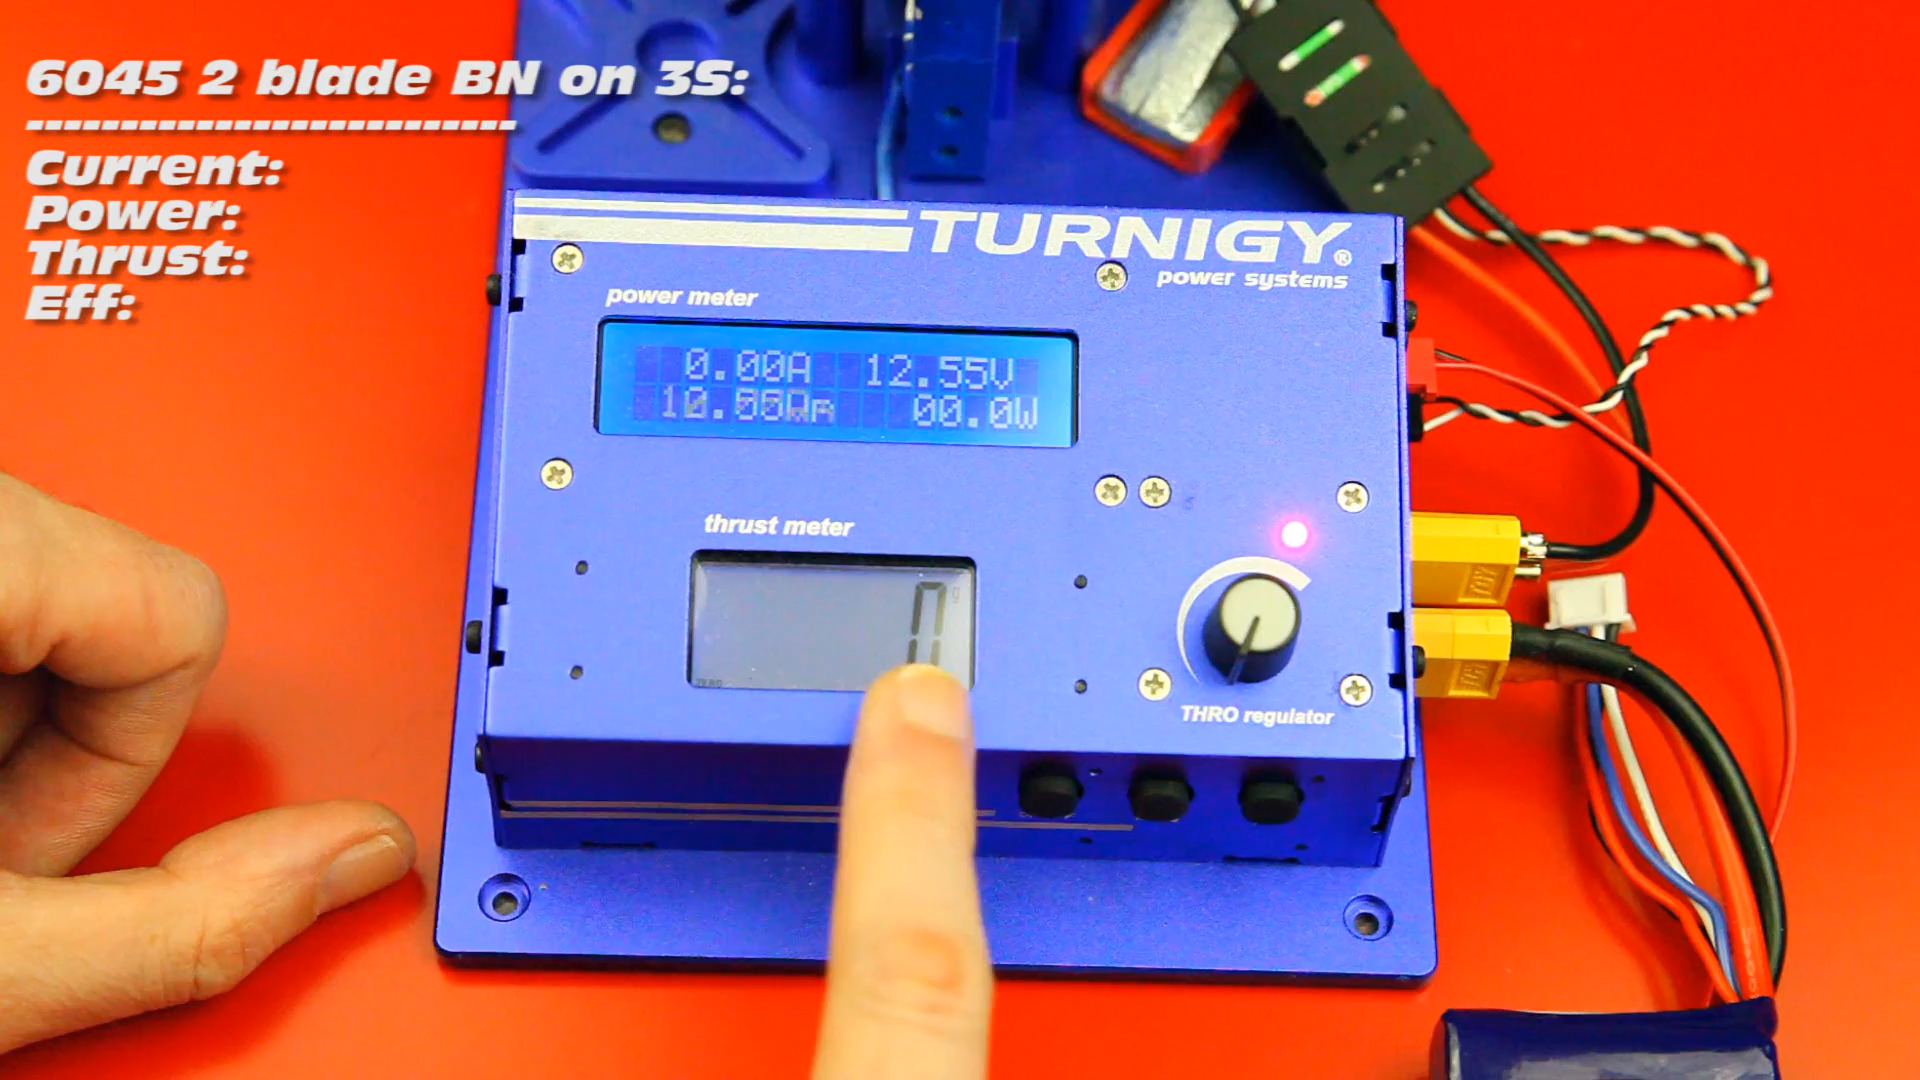 6045 2 blade BN on 3S:
---------------------------
Current:
Power:
Thrust:
Eff:
TURNIGY®
power systems
power meter
0.00A 12.55V
00.0W
thrust meter
0 g
ZERO
THRO regulator